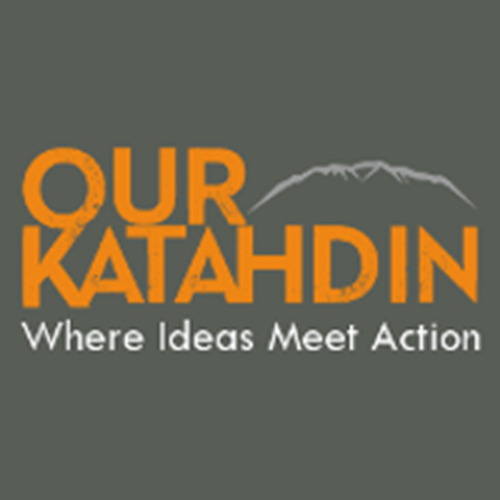 OUR
KATAHDIN
Where Ideas Meet Action